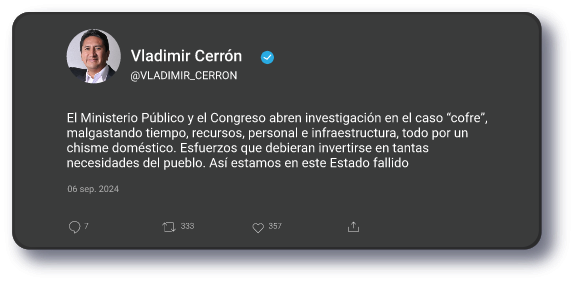 Vladimir Cerrón
@VLADIMIR_CERRON
El Ministerio Público y el Congreso abren investigación en el caso “cofre”,
malgastando tiempo, recursos, personal e infraestructura, todo por un
chisme doméstico. Esfuerzos que debieran invertirse en tantas
necesidades del pueblo. Así estamos en este Estado fallido
06 sep. 2024
7 333 357